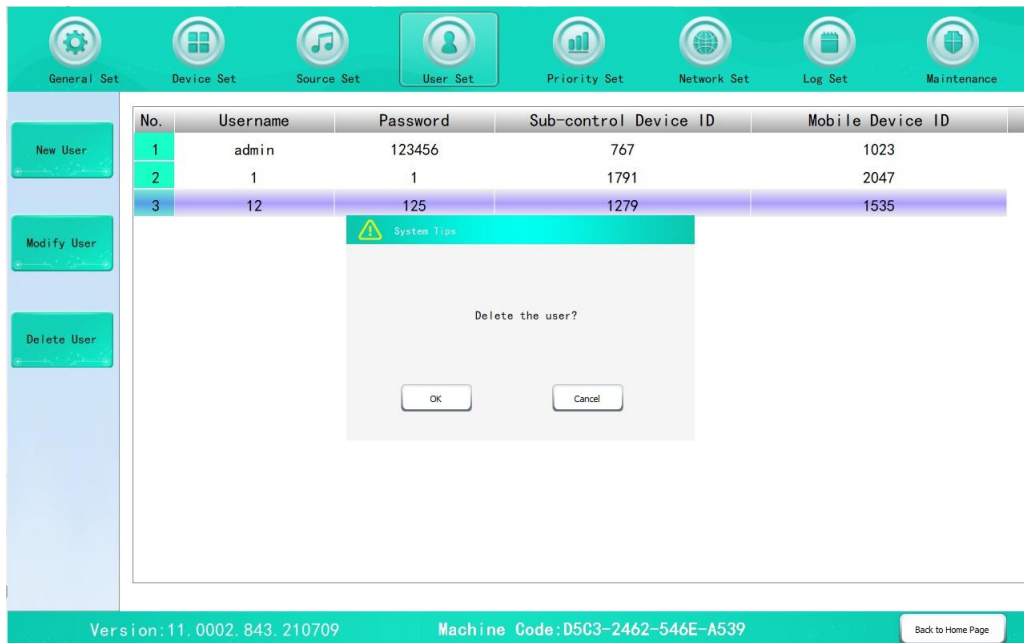 General Set Device Set Source Set User Set Priority Set Network Set Log Set Maintenance
No. Username Password Sub-control Device ID Mobile Device ID
New User
1 admin 123456 767 1023
2 1 1 1791 2047
3 12 125 1279 1535
Modify User
System Tips
Delete the user?
Delete User
OK Cancel
Version:11.0002.843.210709 Machine Code:D5C3-2462-546E-A539 Back to Home Page